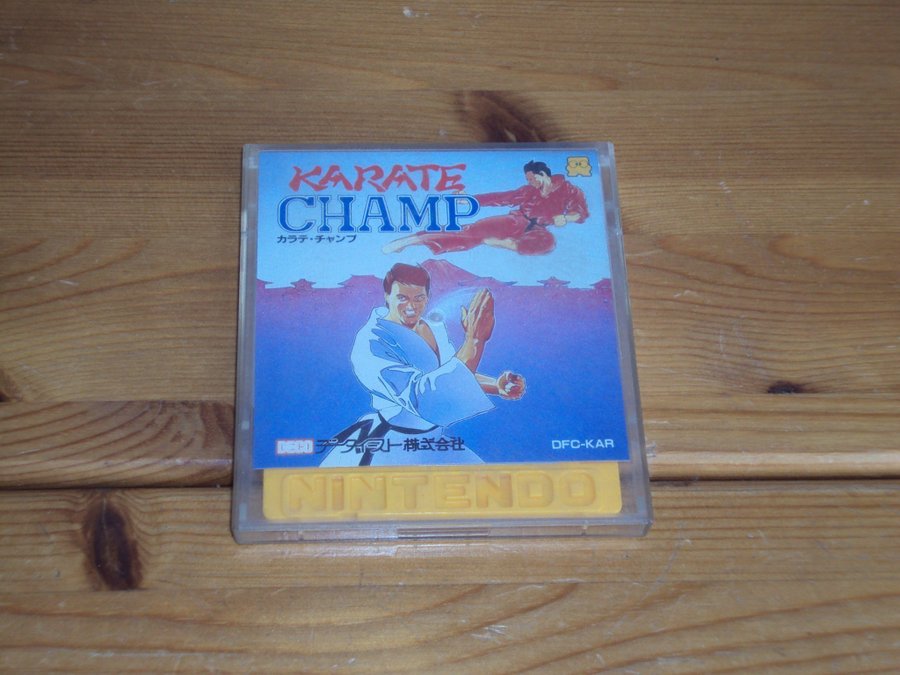 KARATE
CHAMP
カラテ・チャンプ
DECO データイースト株式会社 DFC-KAR
NINTENDO